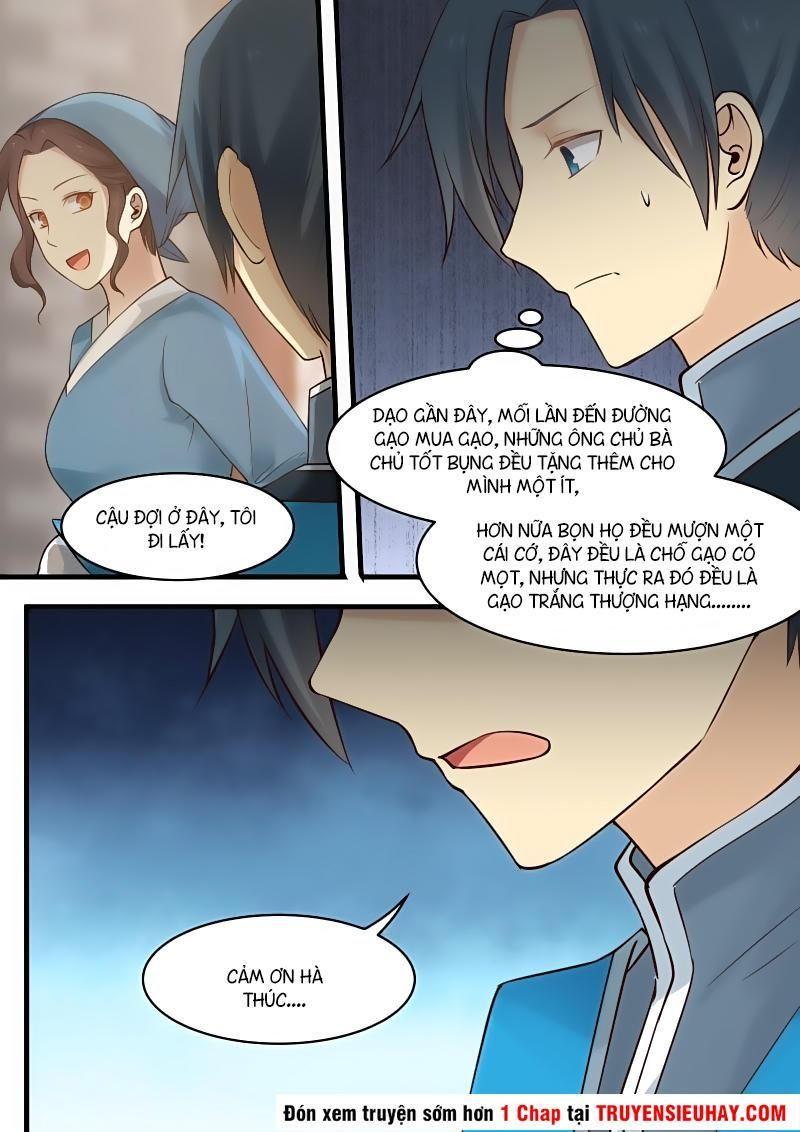 CẬU ĐỢI Ở ĐÂY, TÔI
ĐI LẤY!
DẠO GẦN ĐÂY, MỖI LẦN ĐẾN ĐƯỜNG
GẠO MUA GẠO, NHỮNG ÔNG CHỦ BÀ
CHỦ TỐT BỤNG ĐỀU TẶNG THÊM CHO
MÌNH MỘT ÍT,
HƠN NỮA BỌN HỌ ĐỀU MƯỢN MỘT
CÁI CỚ, ĐÂY ĐỀU LÀ CHỖ GẠO CÓ
MỌT, NHƯNG THỰC RA ĐÓ ĐỀU LÀ
GẠO TRẮNG THƯỢNG HẠNG........
CẢM ƠN HÀ
THÚC....
Đón xem truyện sớm hơn 1 Chap tại TRUYENSIEUHAY.COM